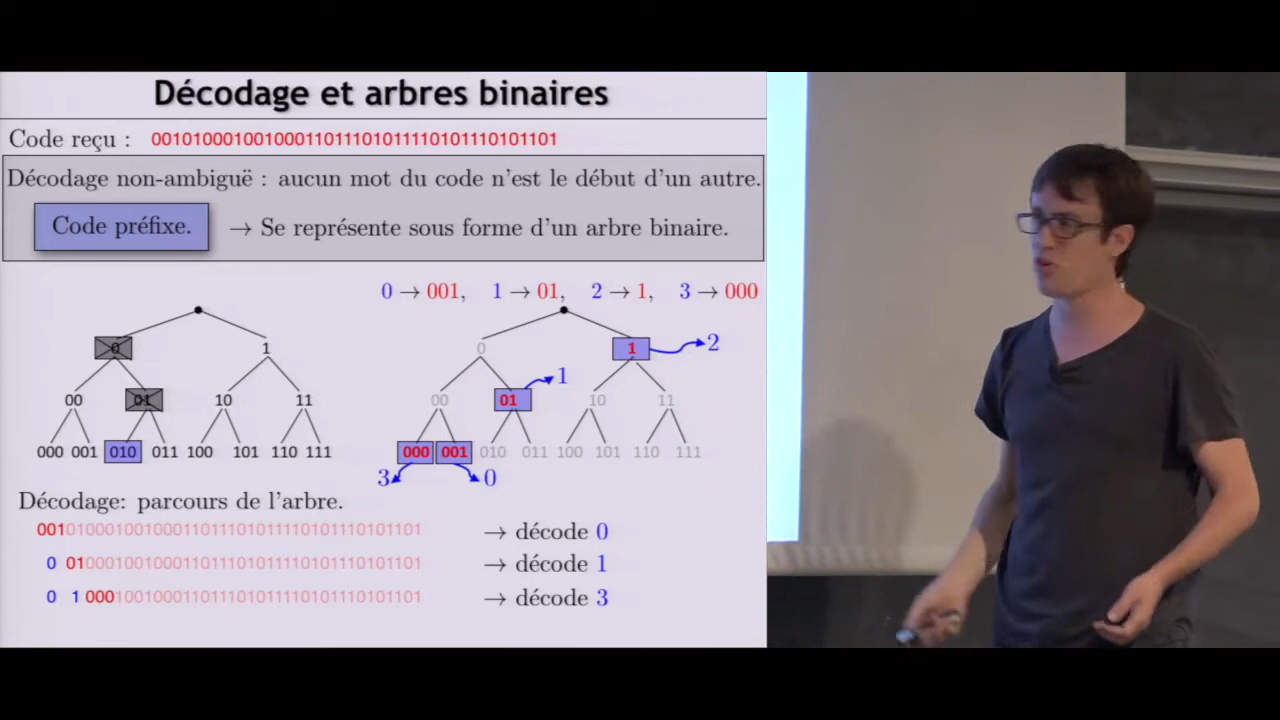 Décodage et arbres binaires
Code reçu : 00101000100100011011101011110101110101101
Décodage non-ambiguë : aucun mot du code n'est le début d'un autre.
Code préfixe. → Se représente sous forme d'un arbre binaire.
0 → 001, 1 → 01, 2 → 1, 3 → 000
0 1 0 1 2
00 01 10 11 00 01 1 10 11
000 001 010 011 100 101 110 111 000 001 010 011 100 101 110 111
3 0
Décodage: parcours de l'arbre.
00101000100100011011101011110101110101101 → décode 0
0 01000100100011011101011110101110101101 → décode 1
0 1 000100100011011101011110101110101101 → décode 3